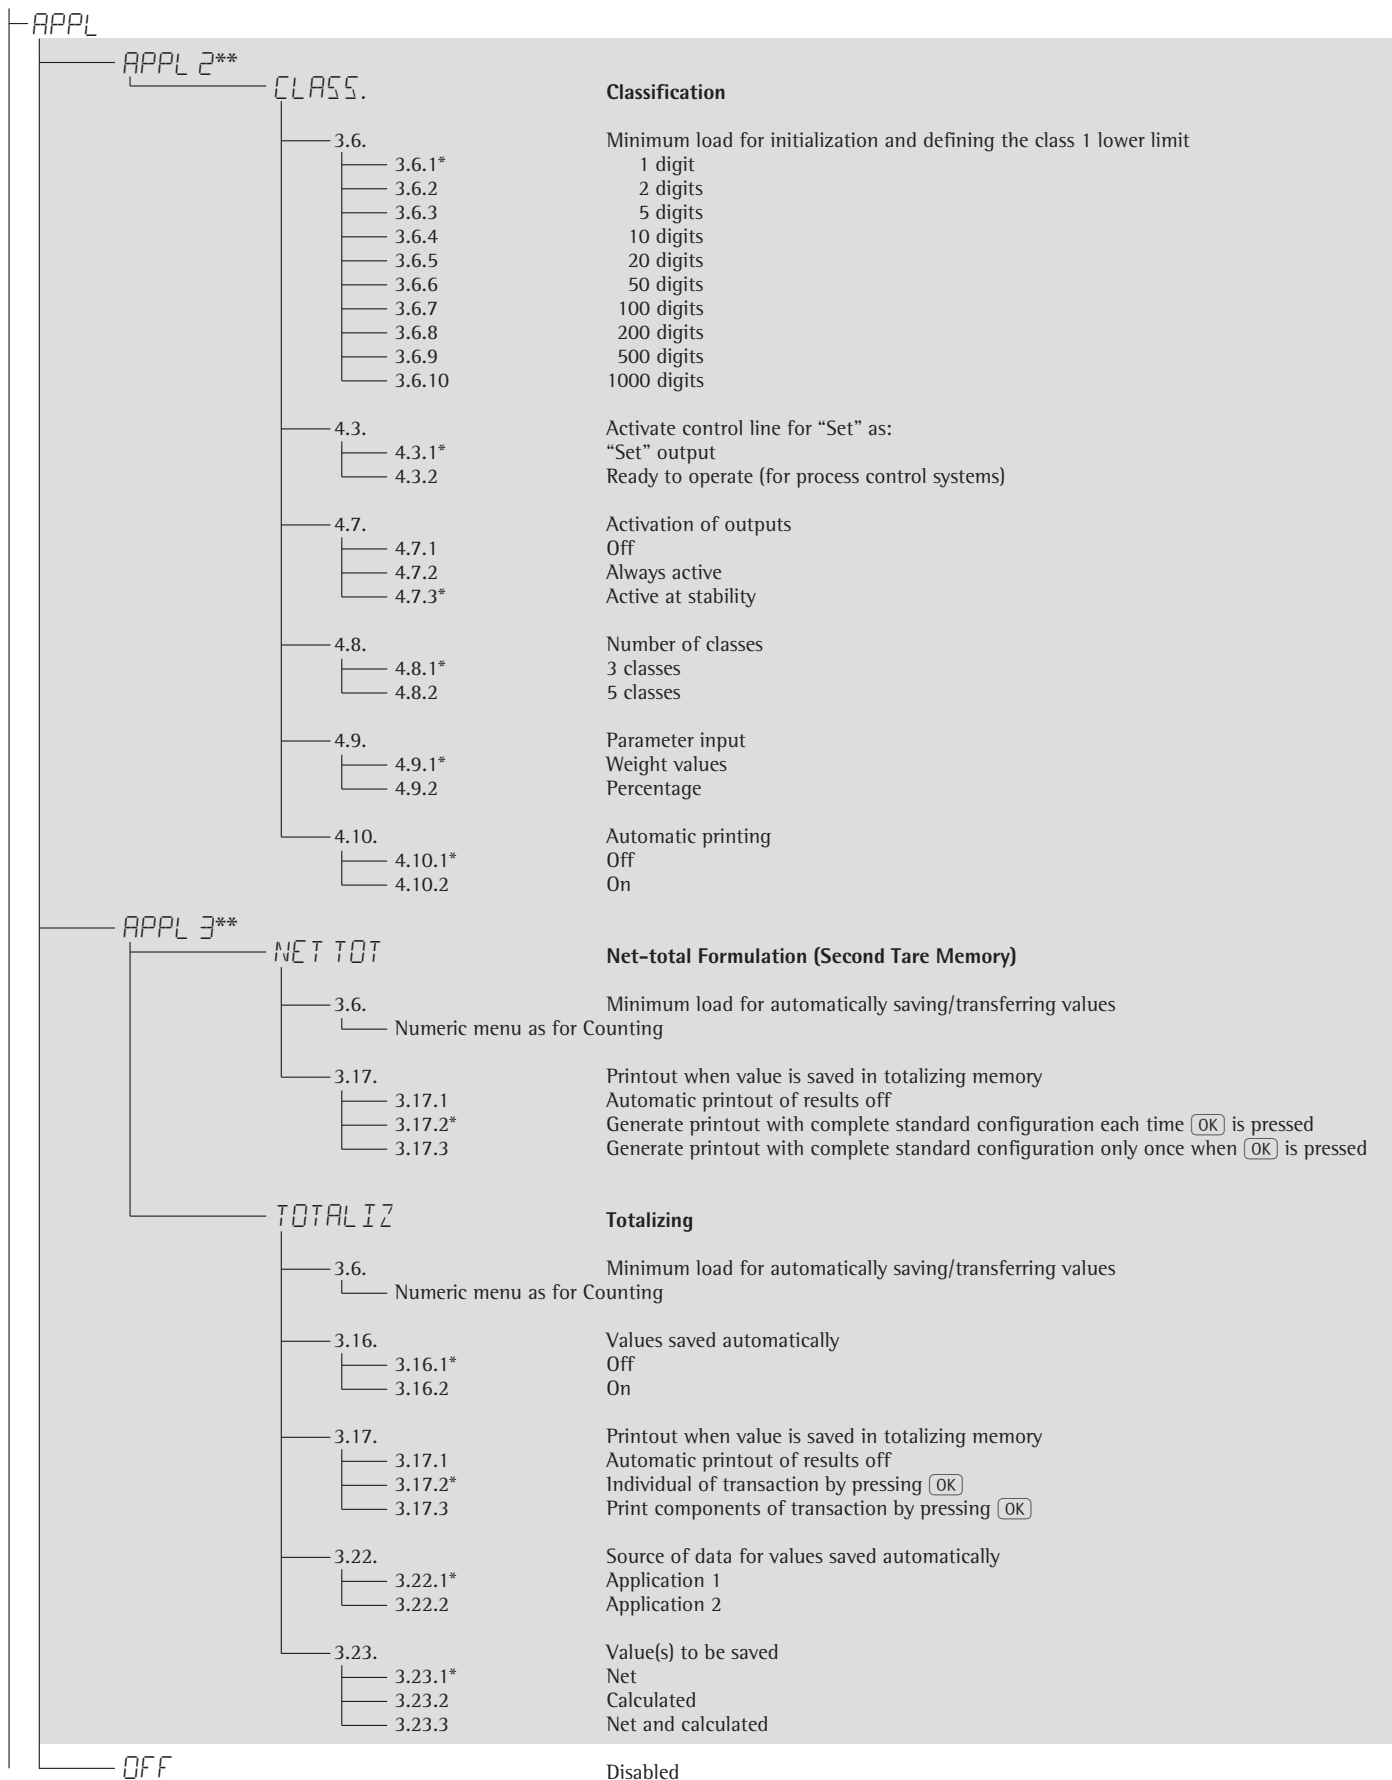 APPL
APPL 2**
CLASS. Classification
3.6. Minimum load for initialization and defining the class 1 lower limit
3.6.1* 1 digit
3.6.2 2 digits
3.6.3 5 digits
3.6.4 10 digits
3.6.5 20 digits
3.6.6 50 digits
3.6.7 100 digits
3.6.8 200 digits
3.6.9 500 digits
3.6.10 1000 digits
4.3. Activate control line for “Set” as:
4.3.1* “Set” output
4.3.2 Ready to operate (for process control systems)
4.7. Activation of outputs
4.7.1 Off
4.7.2 Always active
4.7.3* Active at stability
4.8. Number of classes
4.8.1* 3 classes
4.8.2 5 classes
4.9. Parameter input
4.9.1* Weight values
4.9.2 Percentage
4.10. Automatic printing
4.10.1* Off
4.10.2 On
APPL 3**
NET TOT Net-total Formulation (Second Tare Memory)
3.6. Minimum load for automatically saving/transferring values
Numeric menu as for Counting
3.17. Printout when value is saved in totalizing memory
3.17.1 Automatic printout of results off
3.17.2* Generate printout with complete standard configuration each time OK is pressed
3.17.3 Generate printout with complete standard configuration only once when OK is pressed
TOTALIZ Totalizing
3.6. Minimum load for automatically saving/transferring values
Numeric menu as for Counting
3.16. Values saved automatically
3.16.1* Off
3.16.2 On
3.17. Printout when value is saved in totalizing memory
3.17.1 Automatic printout of results off
3.17.2* Individual of transaction by pressing OK
3.17.3 Print components of transaction by pressing OK
3.22. Source of data for values saved automatically
3.22.1* Application 1
3.22.2 Application 2
3.23. Value(s) to be saved
3.23.1* Net
3.23.2 Calculated
3.23.3 Net and calculated
OFF Disabled